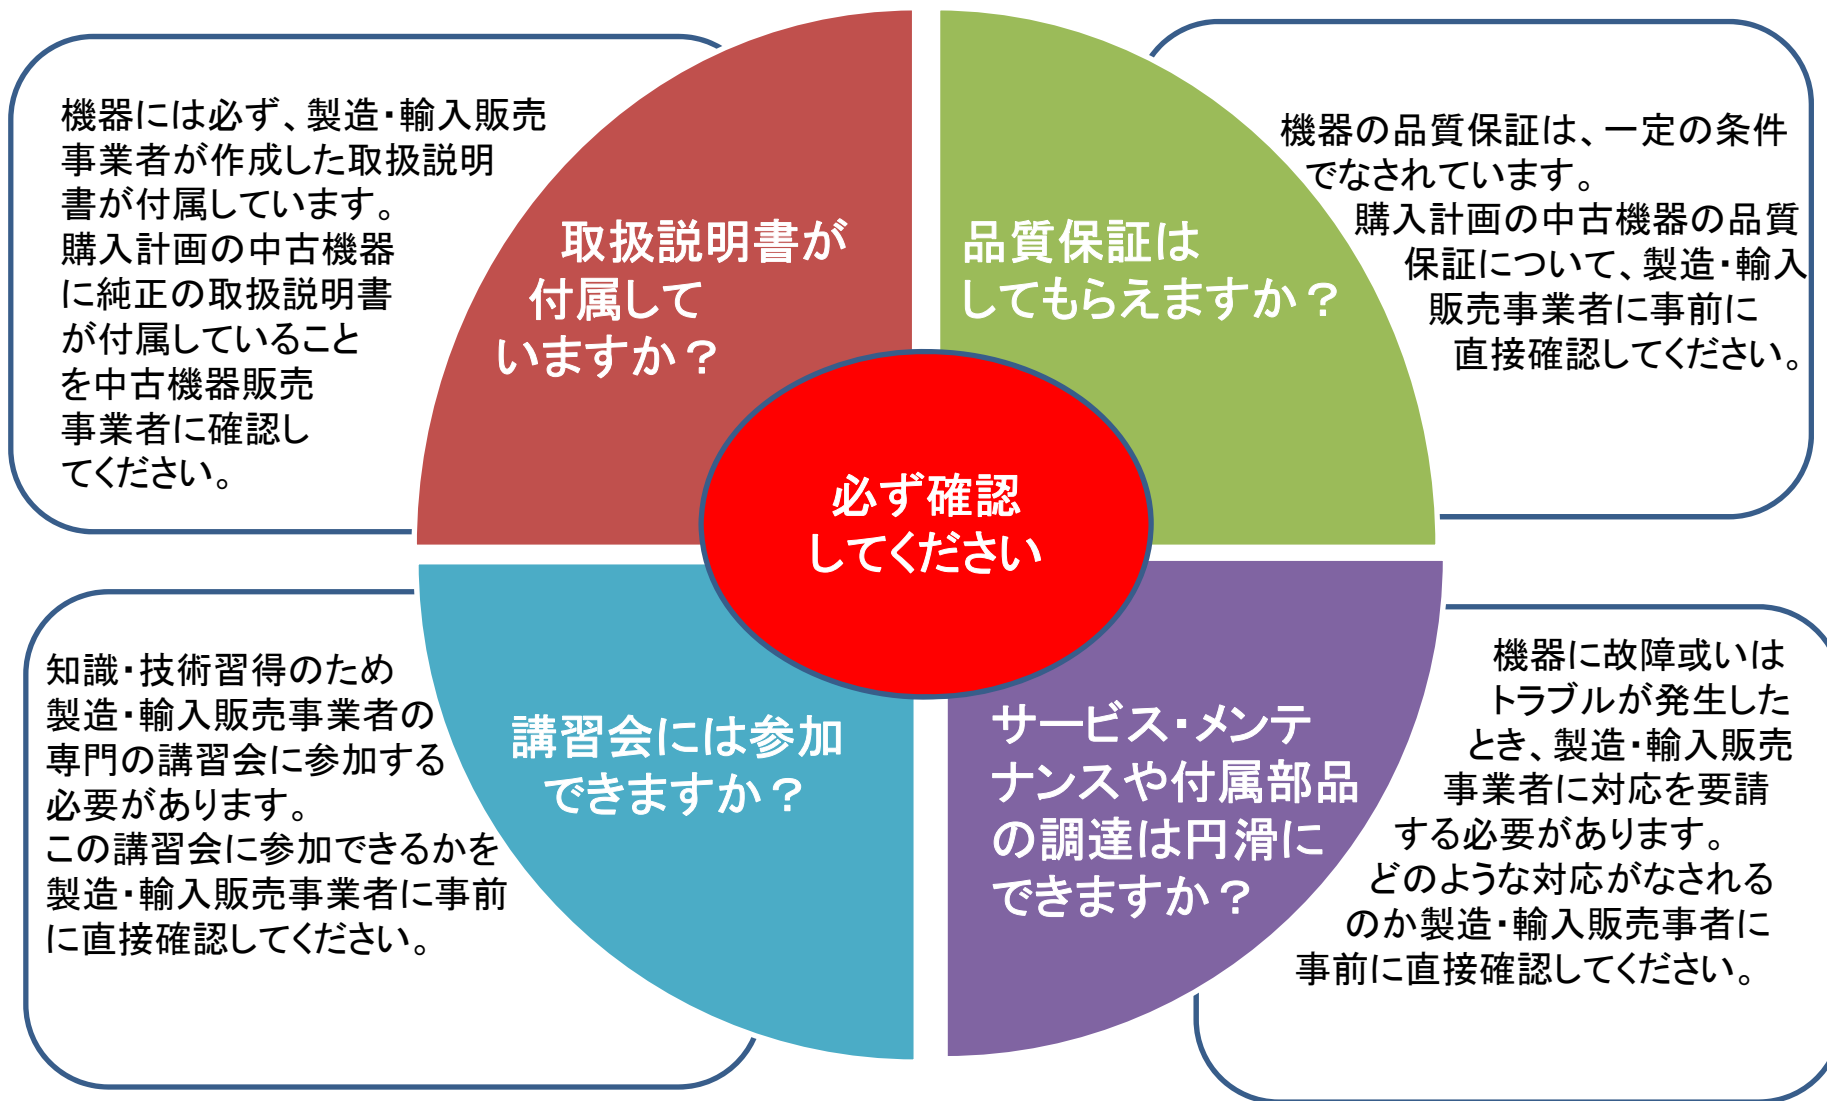 機器には必ず、製造・輸入販売
事業者が作成した取扱説明
書が付属しています。
購入計画の中古機器
に純正の取扱説明書
が付属していること
を中古機器販売
事業者に確認し
てください。
取扱説明書が
付属して
いますか？
品質保証は
してもらえますか？
機器の品質保証は、一定の条件
でなされています。
購入計画の中古機器の品質
保証について、製造・輸入
販売事業者に事前に
直接確認してください。
必ず確認
してください
知識・技術習得のため
製造・輸入販売事業者の
専門の講習会に参加する
必要があります。
この講習会に参加できるかを
製造・輸入販売事業者に事前
に直接確認してください。
講習会には参加
できますか？
サービス・メンテ
ナンスや付属部品
の調達は円滑に
できますか？
機器に故障或いは
トラブルが発生した
とき、製造・輸入販売
事業者に対応を要請
する必要があります。
どのような対応がなされる
のか製造・輸入販売事者に
事前に直接確認してください。